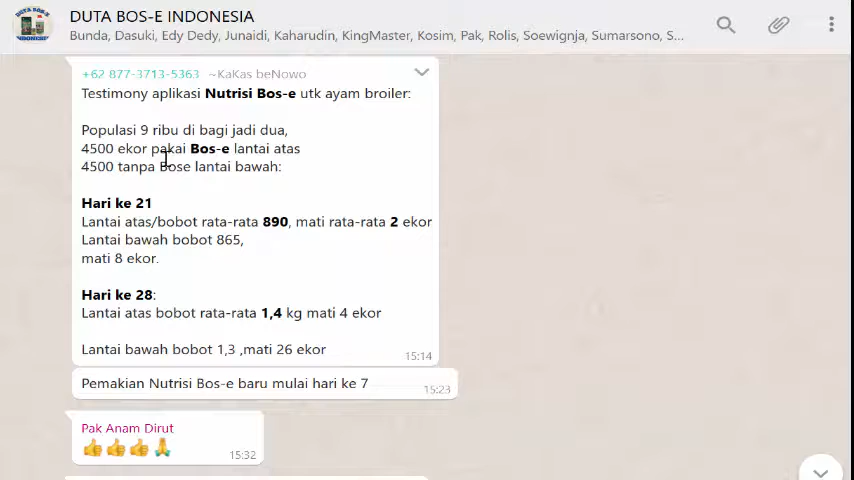 DUTA BOS-E INDONESIA
Bunda, Dasuki, Edy Dedy, Junaidi, Kaharudin, KingMaster, Kosim, Pak, Rolis, Soewignja, Sumarsono, S...
+62 877-3713-5363 ~KaKas beNowo
Testimony aplikasi Nutrisi Bos-e utk ayam broiler:
Populasi 9 ribu di bagi jadi dua,
4500 ekor pakai Bos-e lantai atas
4500 tanpa bose lantai bawah:
Hari ke 21
Lantai atas/bobot rata-rata 890, mati rata-rata 2 ekor
Lantai bawah bobot 865,
mati 8 ekor.
Hari ke 28:
Lantai atas bobot rata-rata 1,4 kg mati 4 ekor
Lantai bawah bobot 1,3 ,mati 26 ekor
15:14
Pemakian Nutrisi Bos-e baru mulai hari ke 7
15:23
Pak Anam Dirut
👍👍👍🙏
15:32